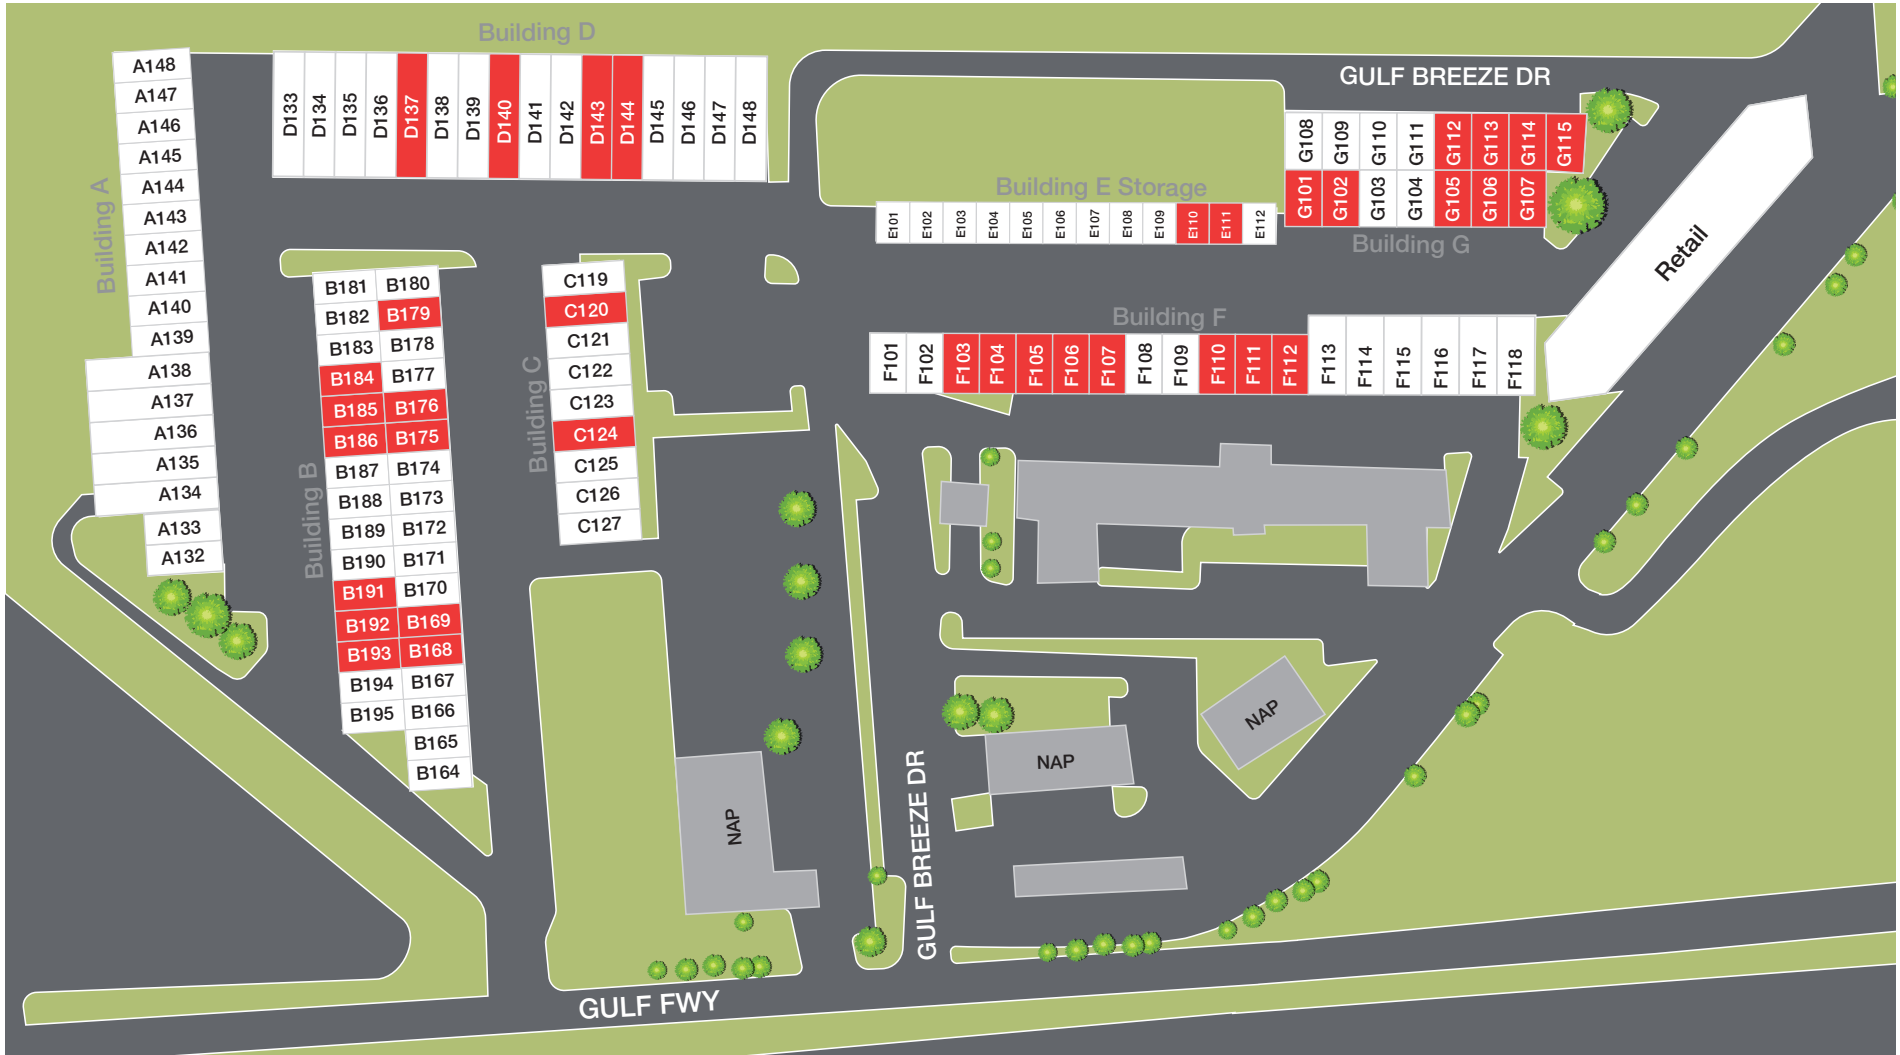 Building D
GULF BREEZE DR
Building A
A148
A147
A146
A145
A144
A143
A142
A141
A140
A139
A138
A137
A136
A135
A134
A133
A132
D133
D134
D135
D136
D137
D138
D139
D140
D141
D142
D143
D144
D145
D146
D147
D148
G108
G109
G110
G111
G112
G113
G114
G115
G101
G102
G103
G104
G105
G106
G107
Building G
Building E Storage
E101
E102
E103
E104
E105
E106
E107
E108
E109
E110
E111
E112
Retail
Building B
B181 B180
B182 B179
B183 B178
B184 B177
B185 B176
B186 B175
B187 B174
B188 B173
B189 B172
B190 B171
B191 B170
B192 B169
B193 B168
B194 B167
B195 B166
B165
B164
Building C
C119
C120
C121
C122
C123
C124
C125
C126
C127
Building F
F101
F102
F103
F104
F105
F106
F107
F108
F109
F110
F111
F112
F113
F114
F115
F116
F117
F118
NAP
NAP
NAP
GULF BREEZE DR
GULF FWY